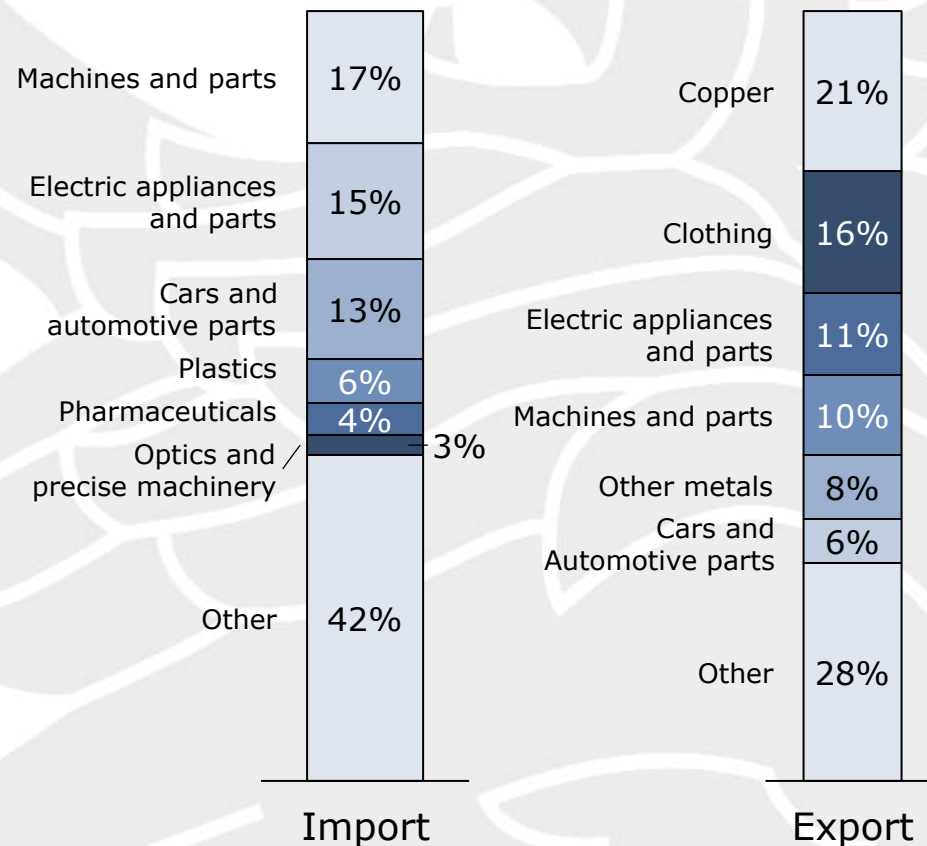 Machines and parts
17%
Electric appliances
and parts
15%
Cars and
automotive parts
13%
Plastics
6%
Pharmaceuticals
4%
Optics and
precise machinery
3%
Other
42%
Import
Copper
21%
Clothing
16%
Electric appliances
and parts
11%
Machines and parts
10%
Other metals
8%
Cars and
Automotive parts
6%
Other
28%
Export